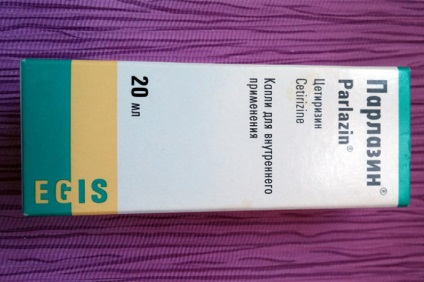 Парлазин®
Parlazin®
Цетиризин
Cetirizine
Капли для внутреннего
применения
20 мл
EGIS